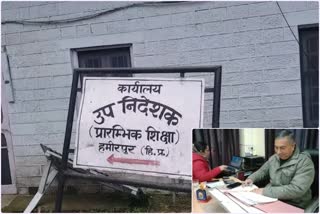 कार्यालय
उप निदेशक
(प्रारम्भिक शिक्षा)
हमीरपुर (हि.प्र.)